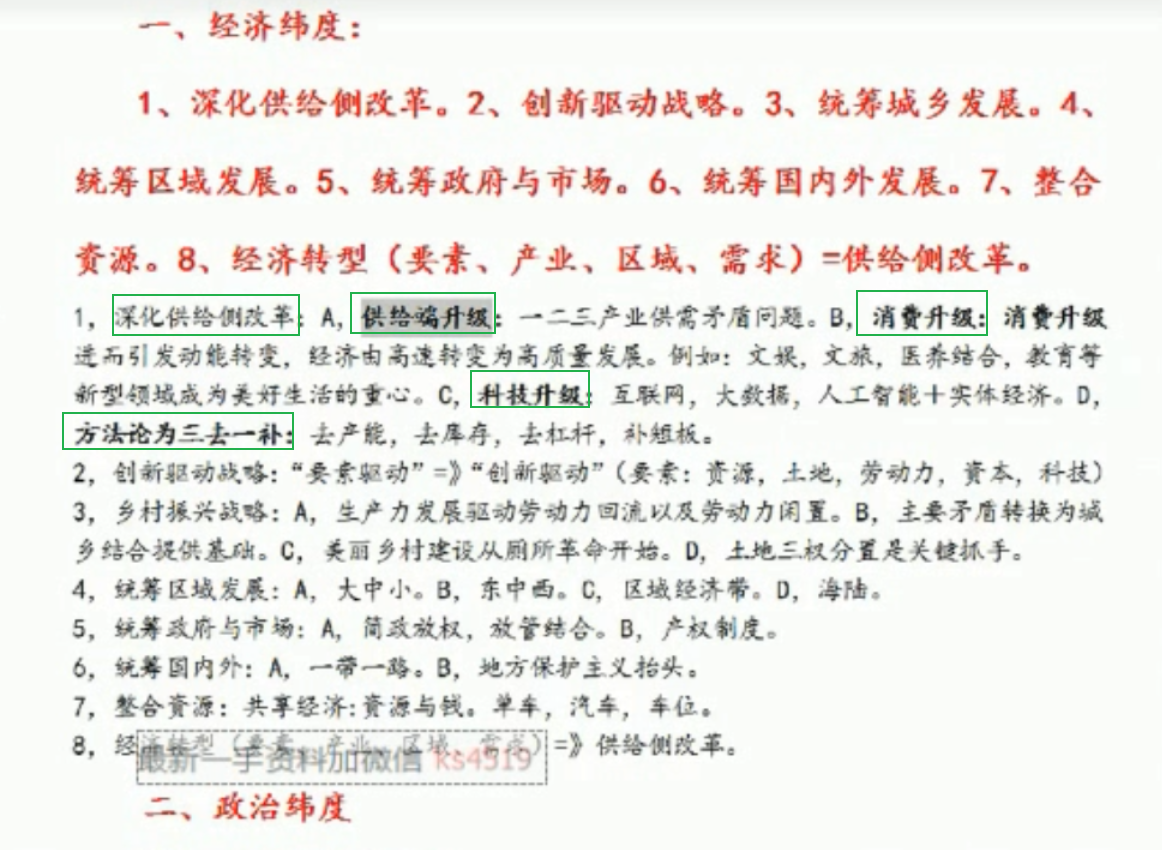 一、经济纬度：
1、深化供给侧改革。2、创新驱动战略。3、统筹城乡发展。4、
统筹区域发展。5、统筹政府与市场。6、统筹国内外发展。7、整合
资源。8、经济转型（要素、产业、区域、需求）=供给侧改革。
1，深化供给侧改革：A，供给端升级：一二三产业供需矛盾问题。B，消费升级：消费升级
进而引发动能转变，经济由高速转变为高质量发展。例如：文娱，文旅，医养结合，教育等
新型领域成为美好生活的重心。C，科技升级：互联网，大数据，人工智能十实体经济。D，
方法论为三去一补：去产能，去库存，去杠杆，补短板。
2，创新驱动战略：“要素驱动”=》“创新驱动”（要素：资源，土地，劳动力，资本，科技）
3，乡村振兴战略：A，生产力发展驱动劳动力回流以及劳动力闲置。B，主要矛盾转换为城
乡结合提供基础。C，美丽乡村建设从厕所革命开始。D，土地三权分置是关键抓手。
4，统筹区域发展：A，大中小。B，东中西。C，区域经济带。D，海陆。
5，统筹政府与市场：A，简政放权，放管结合。B，产权制度。
6，统筹国内外：A，一带一路。B，地方保护主义抬头。
7，整合资源：共享经济：资源与钱。单车，汽车，车位。
8，经济转型（要素，产业，区域，需求）=》供给侧改革。
最新一手资料加微信 ks4519
二、政治纬度